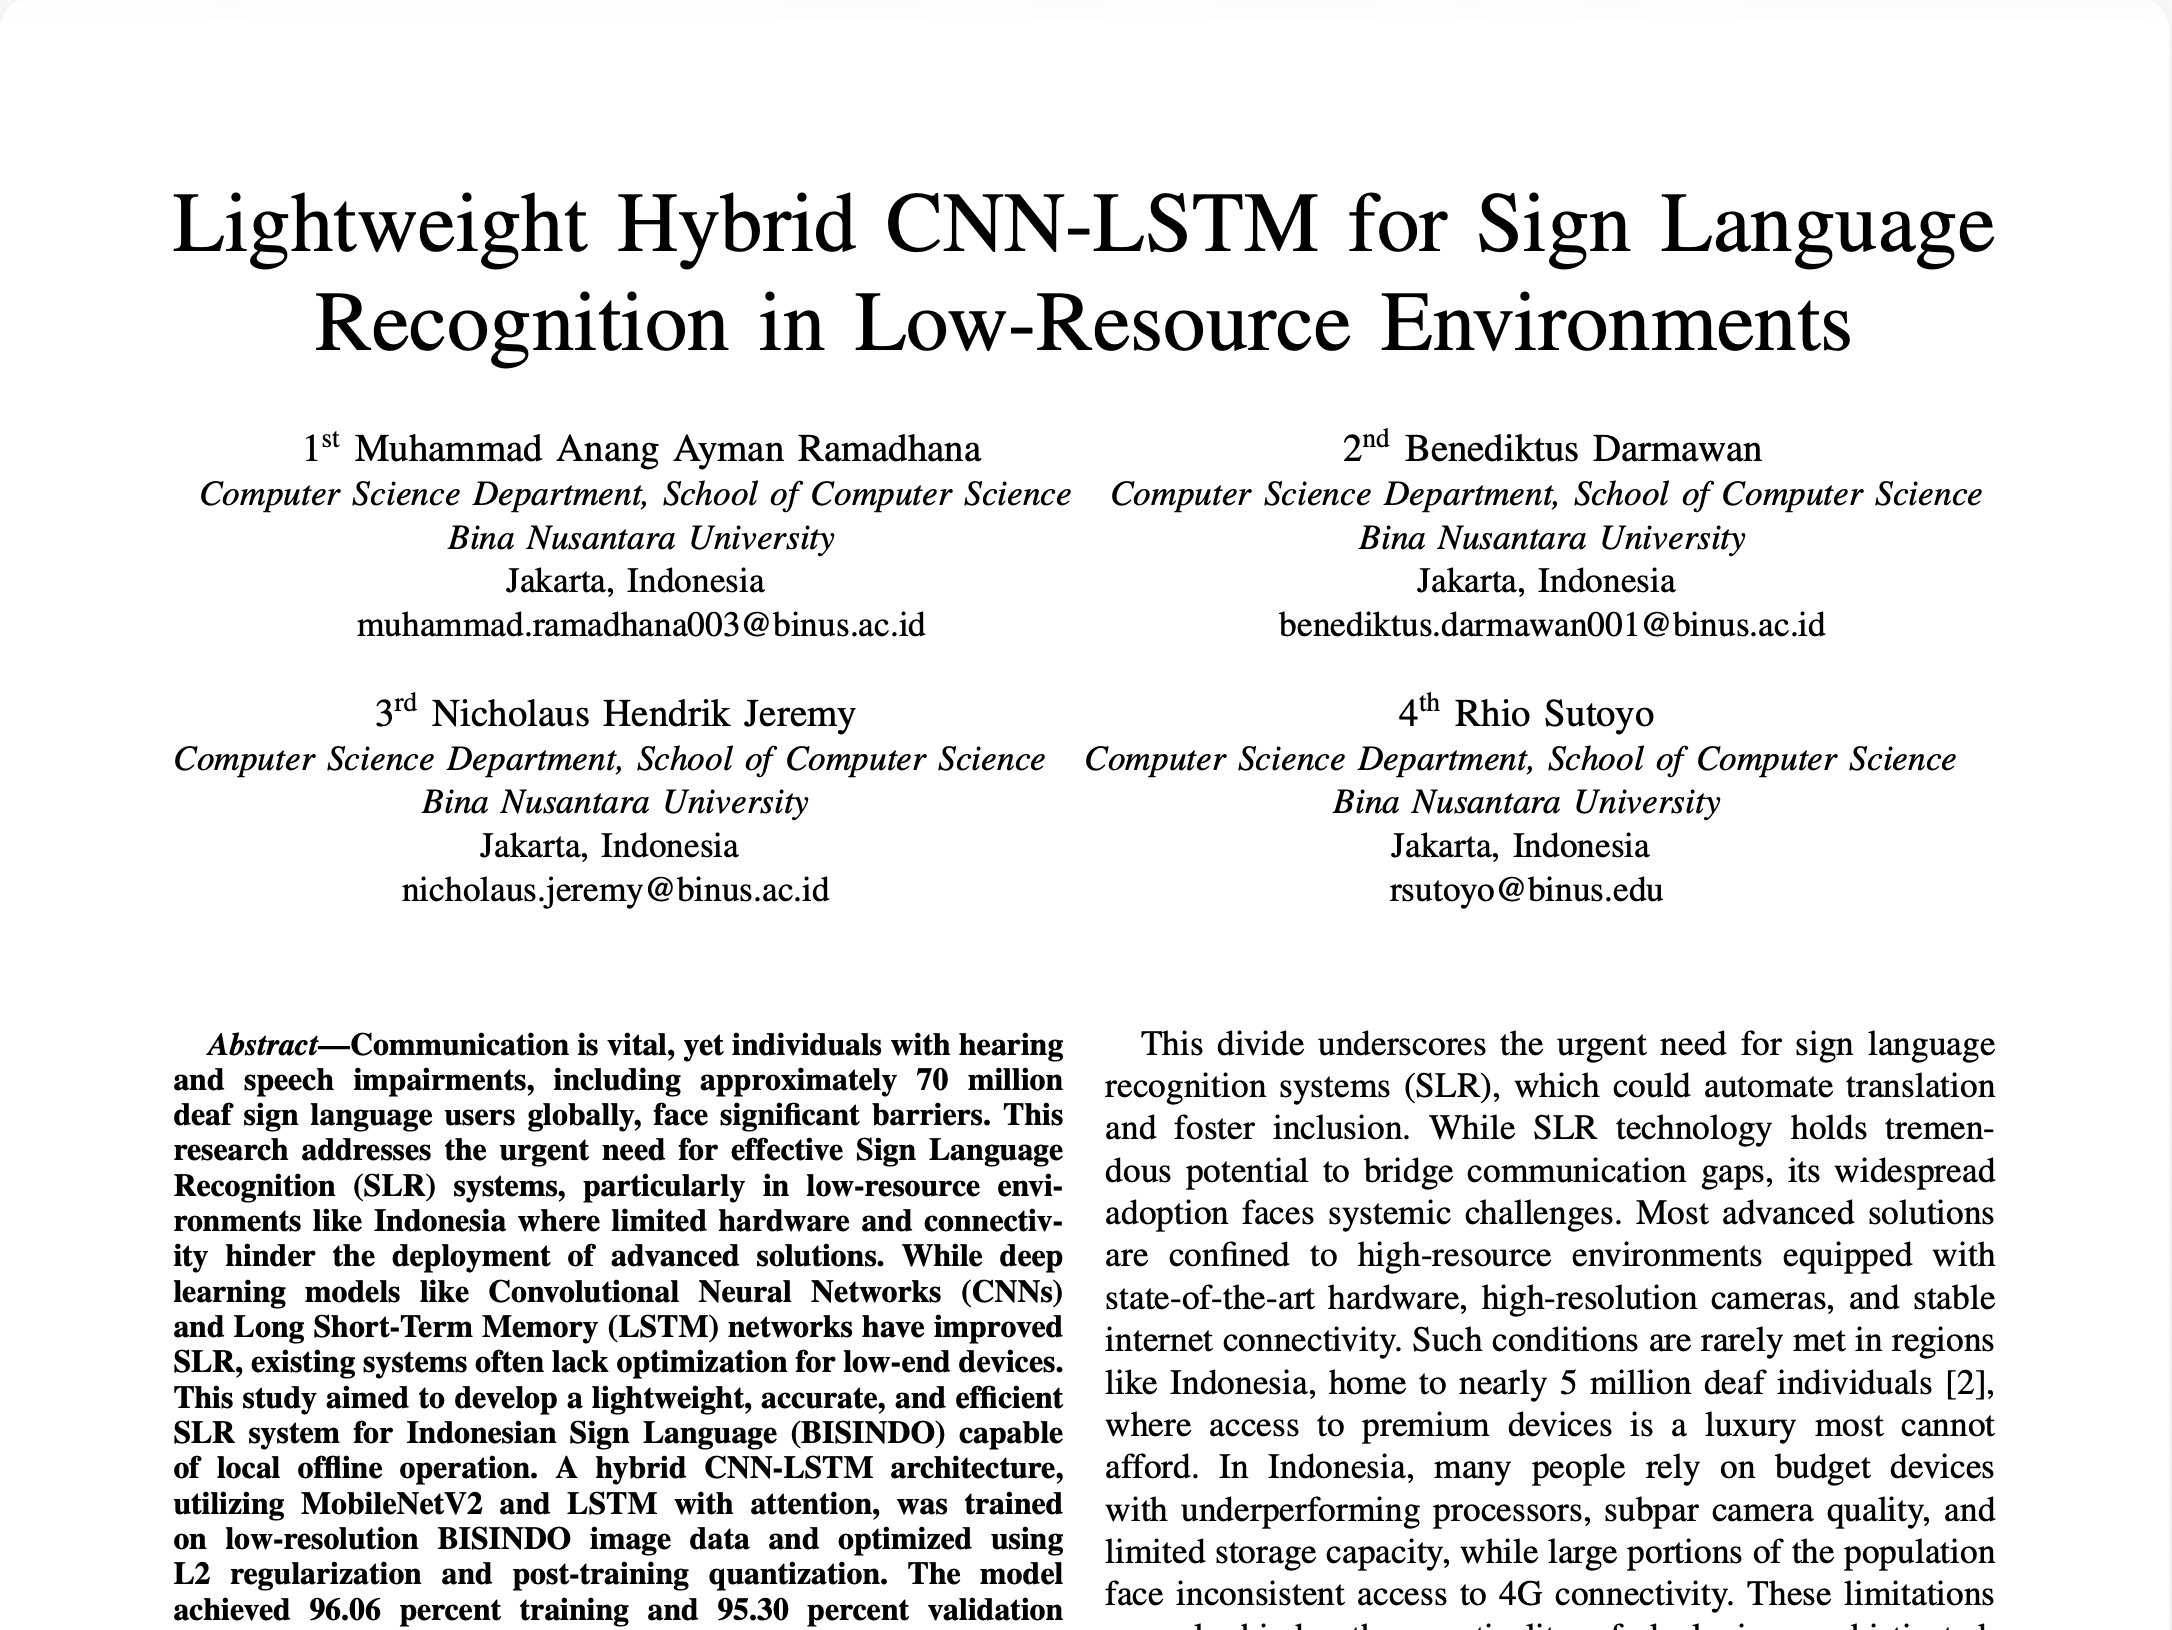 Lightweight Hybrid CNN-LSTM for Sign Language
Recognition in Low-Resource Environments
1st Muhammad Anang Ayman Ramadhana
Computer Science Department, School of Computer Science
Bina Nusantara University
Jakarta, Indonesia
muhammad.ramadhana003@binus.ac.id
2nd Benediktus Darmawan
Computer Science Department, School of Computer Science
Bina Nusantara University
Jakarta, Indonesia
benediktus.darmawan001@binus.ac.id
3rd Nicholaus Hendrik Jeremy
Computer Science Department, School of Computer Science
Bina Nusantara University
Jakarta, Indonesia
nicholaus.jeremy@binus.ac.id
4th Rhio Sutoyo
Computer Science Department, School of Computer Science
Bina Nusantara University
Jakarta, Indonesia
rsutoyo@binus.edu
Abstract—Communication is vital, yet individuals with hearing
and speech impairments, including approximately 70 million
deaf sign language users globally, face significant barriers. This
research addresses the urgent need for effective Sign Language
Recognition (SLR) systems, particularly in low-resource envi-
ronments like Indonesia where limited hardware and connectiv-
ity hinder the deployment of advanced solutions. While deep
learning models like Convolutional Neural Networks (CNNs)
and Long Short-Term Memory (LSTM) networks have improved
SLR, existing systems often lack optimization for low-end devices.
This study aimed to develop a lightweight, accurate, and efficient
SLR system for Indonesian Sign Language (BISINDO) capable
of local offline operation. A hybrid CNN-LSTM architecture,
utilizing MobileNetV2 and LSTM with attention, was trained
on low-resolution BISINDO image data and optimized using
L2 regularization and post-training quantization. The model
achieved 96.06 percent training and 95.30 percent validation
This divide underscores the urgent need for sign language
recognition systems (SLR), which could automate translation
and foster inclusion. While SLR technology holds tremen-
dous potential to bridge communication gaps, its widespread
adoption faces systemic challenges. Most advanced solutions
are confined to high-resource environments equipped with
state-of-the-art hardware, high-resolution cameras, and stable
internet connectivity. Such conditions are rarely met in regions
like Indonesia, home to nearly 5 million deaf individuals [2],
where access to premium devices is a luxury most cannot
afford. In Indonesia, many people rely on budget devices
with underperforming processors, subpar camera quality, and
limited storage capacity, while large portions of the population
face inconsistent access to 4G connectivity. These limitations